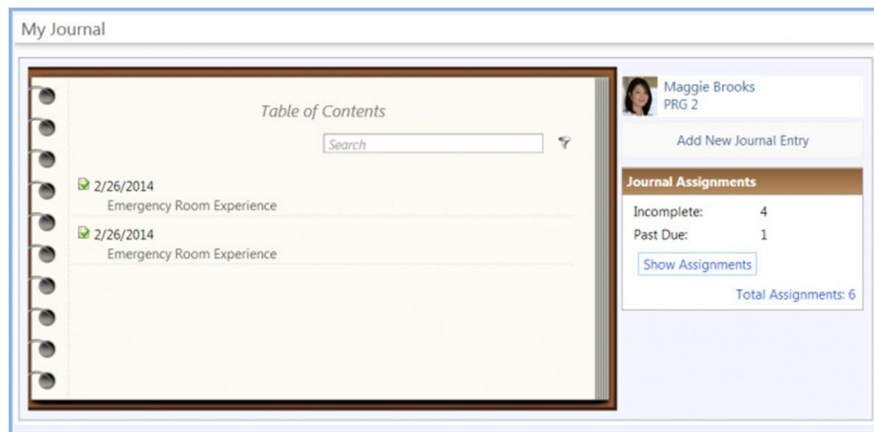 My Journal
Table of Contents
Search
2/26/2014
Emergency Room Experience
2/26/2014
Emergency Room Experience
Maggie Brooks
PRG 2
Add New Journal Entry
Journal Assignments
Incomplete: 4
Past Due: 1
Show Assignments
Total Assignments: 6